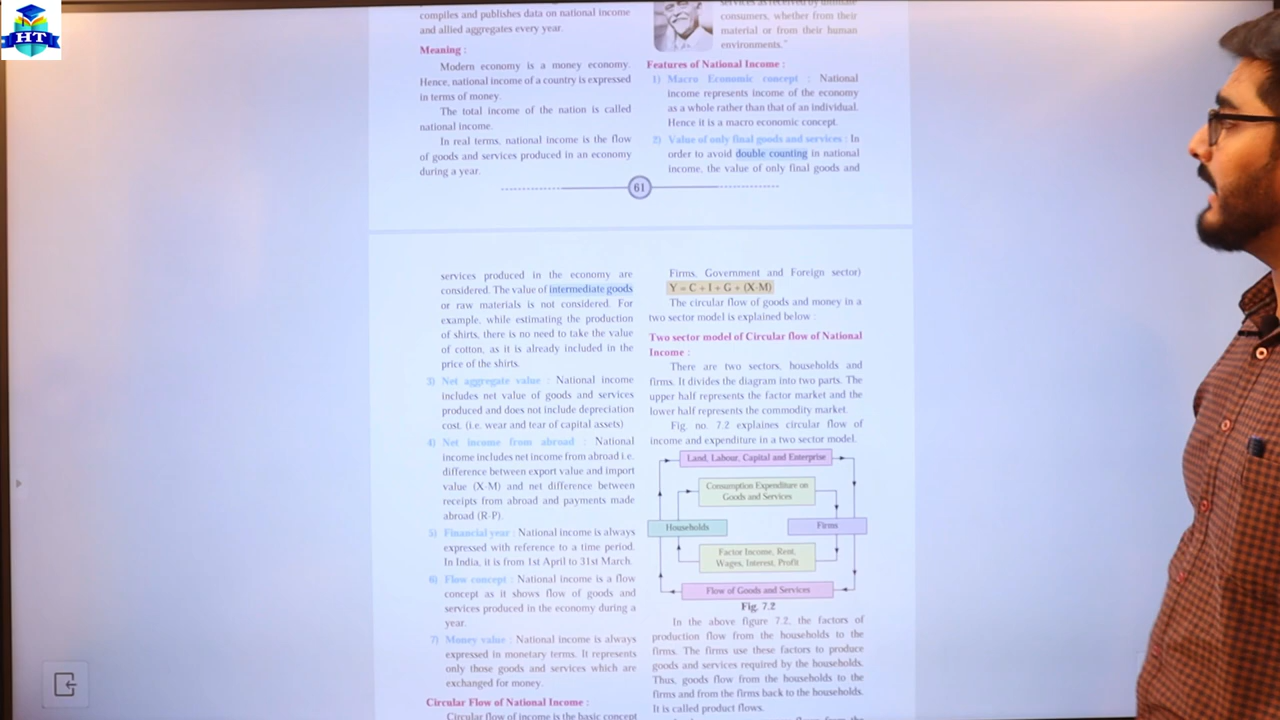 HT
compiles and publishes data on national income
and allied aggregates every year.
Meaning :
Modern economy is a money economy.
Hence, national income of a country is expressed
in terms of money.
The total income of the nation is called
national income.
In real terms, national income is the flow
of goods and services produced in an economy
during a year.
services as received by ultimate
consumers, whether from their
material or from their human
environments."
Features of National Income :
1) Macro Economic concept : National
income represents income of the economy
as a whole rather than that of an individual.
Hence it is a macro economic concept.
2) Value of only final goods and services : In
order to avoid double counting in national
income, the value of only final goods and
61
services produced in the economy are
considered. The value of intermediate goods
or raw materials is not considered. For
example, while estimating the production
of shirts, there is no need to take the value
of cotton, as it is already included in the
price of the shirts.
3) Net aggregate value : National income
includes net value of goods and services
produced and does not include depreciation
cost. (i.e. wear and tear of capital assets)
4) Net income from abroad : National
income includes net income from abroad i.e.
difference between export value and import
value (X-M) and net difference between
receipts from abroad and payments made
abroad (R-P).
5) Financial year : National income is always
expressed with reference to a time period.
In India, it is from 1st April to 31st March.
6) Flow concept : National income is a flow
concept as it shows flow of goods and
services produced in the economy during a
year.
7) Money value : National income is always
expressed in monetary terms. It represents
only those goods and services which are
exchanged for money.
Circular Flow of National Income :
Circular flow of income is the basic concept
Firms, Government and Foreign sector)
Y = C + I + G + (X-M)
The circular flow of goods and money in a
two sector model is explained below :
Two sector model of Circular flow of National
Income :
There are two sectors, households and
firms. It divides the diagram into two parts. The
upper half represents the factor market and the
lower half represents the commodity market.
Fig. no. 7.2 explaines circular flow of
income and expenditure in a two sector model.
Land, Labour, Capital and Enterprise
Consumption Expenditure on
Goods and Services
Households
Firms
Factor Income, Rent,
Wages, Interest, Profit
Flow of Goods and Services
Fig. 7.2
In the above figure 7.2, the factors of
production flow from the households to the
firms. The firms use these factors to produce
goods and services required by the households.
Thus, goods flow from the households to the
firms and from the firms back to the households.
It is called product flows.